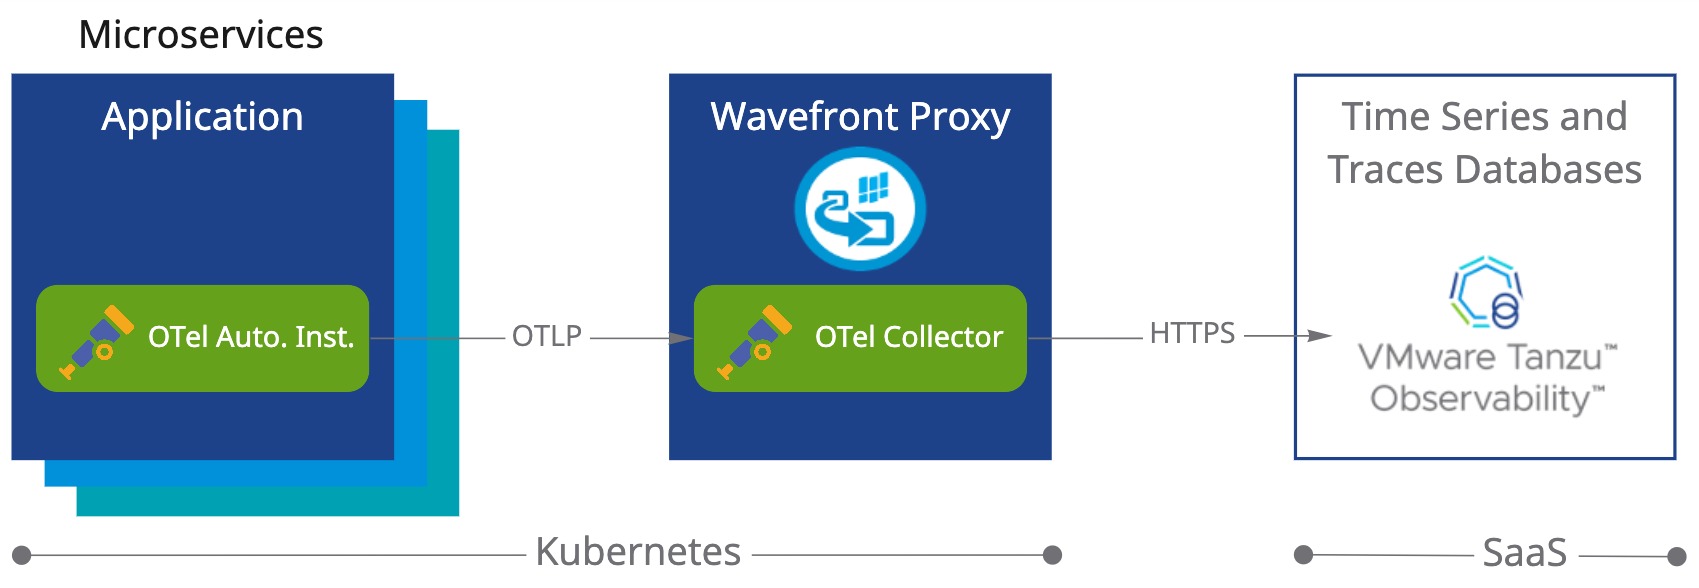 Microservices
Application
OTel Auto. Inst.
OTLP
Wavefront Proxy
OTel Collector
HTTPS
Time Series and
Traces Databases
VMware Tanzu™
Observability™
Kubernetes
SaaS